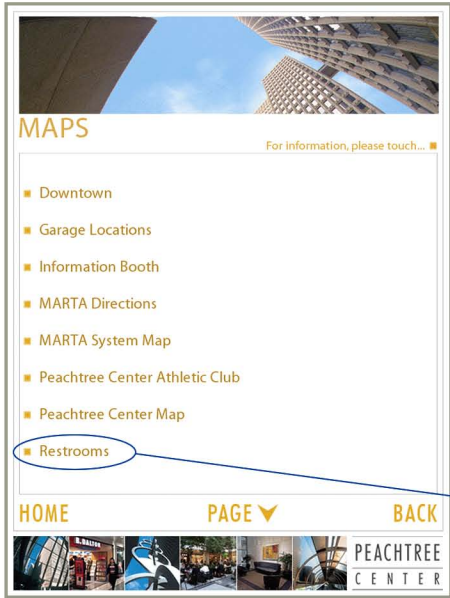 MAPS
For information, please touch...
Downtown
Garage Locations
Information Booth
MARTA Directions
MARTA System Map
Peachtree Center Athletic Club
Peachtree Center Map
Restrooms
HOME PAGE BACK
B. DALTON
PEACHTREE
CENTER